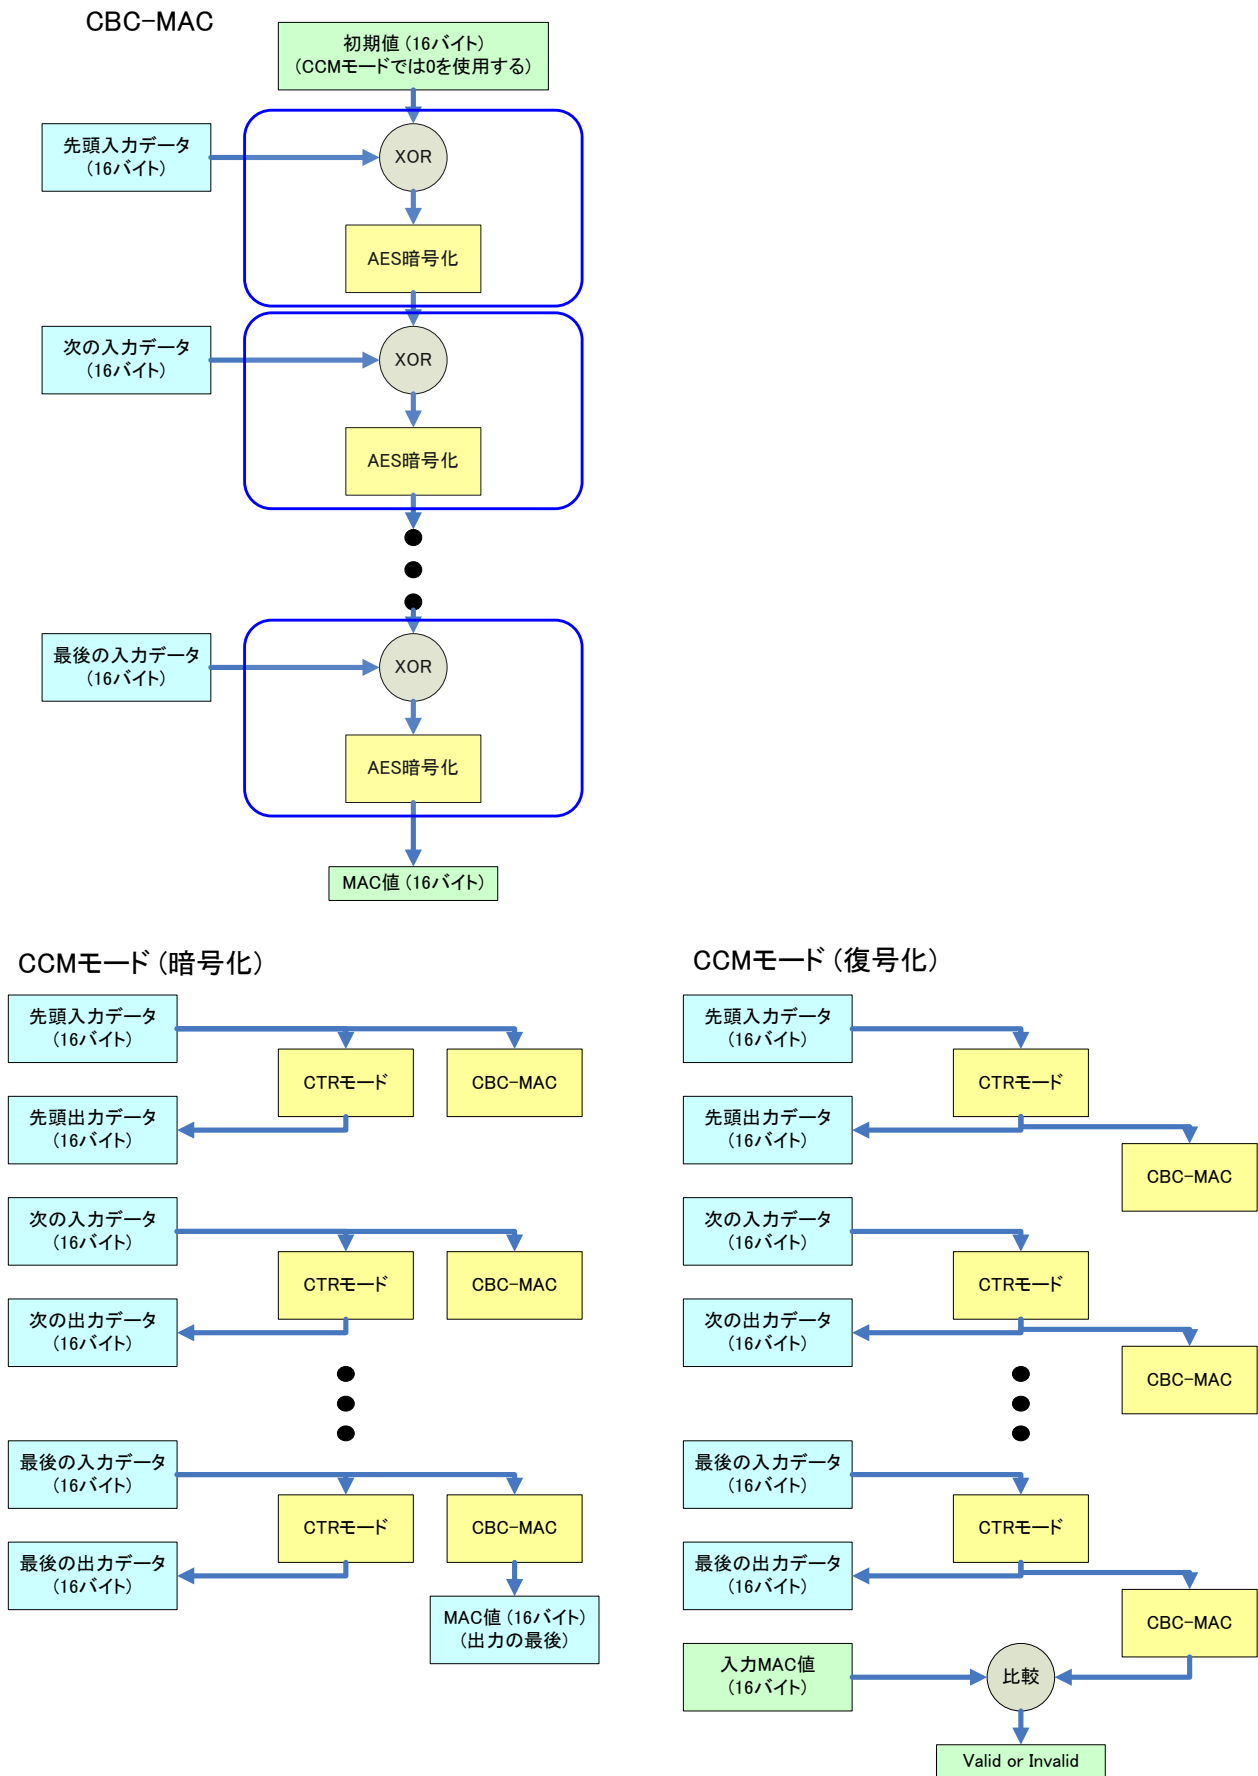 CBC-MAC
初期値 (16バイト)
(CCMモードでは0を使用する)
先頭入力データ
(16バイト)
XOR
AES暗号化
次の入力データ
(16バイト)
XOR
AES暗号化
最後の入力データ
(16バイト)
XOR
AES暗号化
MAC値 (16バイト)
CCMモード (暗号化)
先頭入力データ
(16バイト)
CTRモード
CBC-MAC
先頭出力データ
(16バイト)
次の入力データ
(16バイト)
CTRモード
CBC-MAC
次の出力データ
(16バイト)
最後の入力データ
(16バイト)
CTRモード
CBC-MAC
最後の出力データ
(16バイト)
MAC値 (16バイト)
(出力の最後)
CCMモード (復号化)
先頭入力データ
(16バイト)
CTRモード
先頭出力データ
(16バイト)
CBC-MAC
次の入力データ
(16バイト)
CTRモード
次の出力データ
(16バイト)
CBC-MAC
最後の入力データ
(16バイト)
CTRモード
最後の出力データ
(16バイト)
CBC-MAC
入力MAC値
(16バイト)
比較
Valid or Invalid